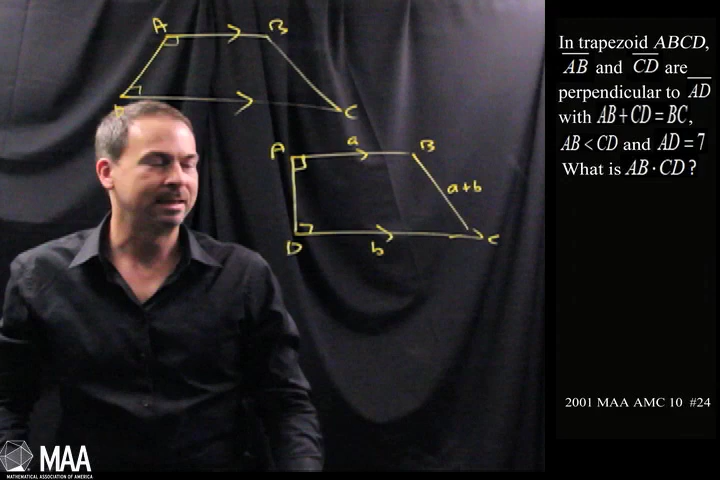 A B
D C
A a B
a+b
D b C
In trapezoid ABCD,
AB and CD are
perpendicular to AD
with AB+CD=BC,
AB<CD and AD=7
What is AB·CD?
2001 MAA AMC 10 #24
MAA
MATHEMATICAL ASSOCIATION OF AMERICA